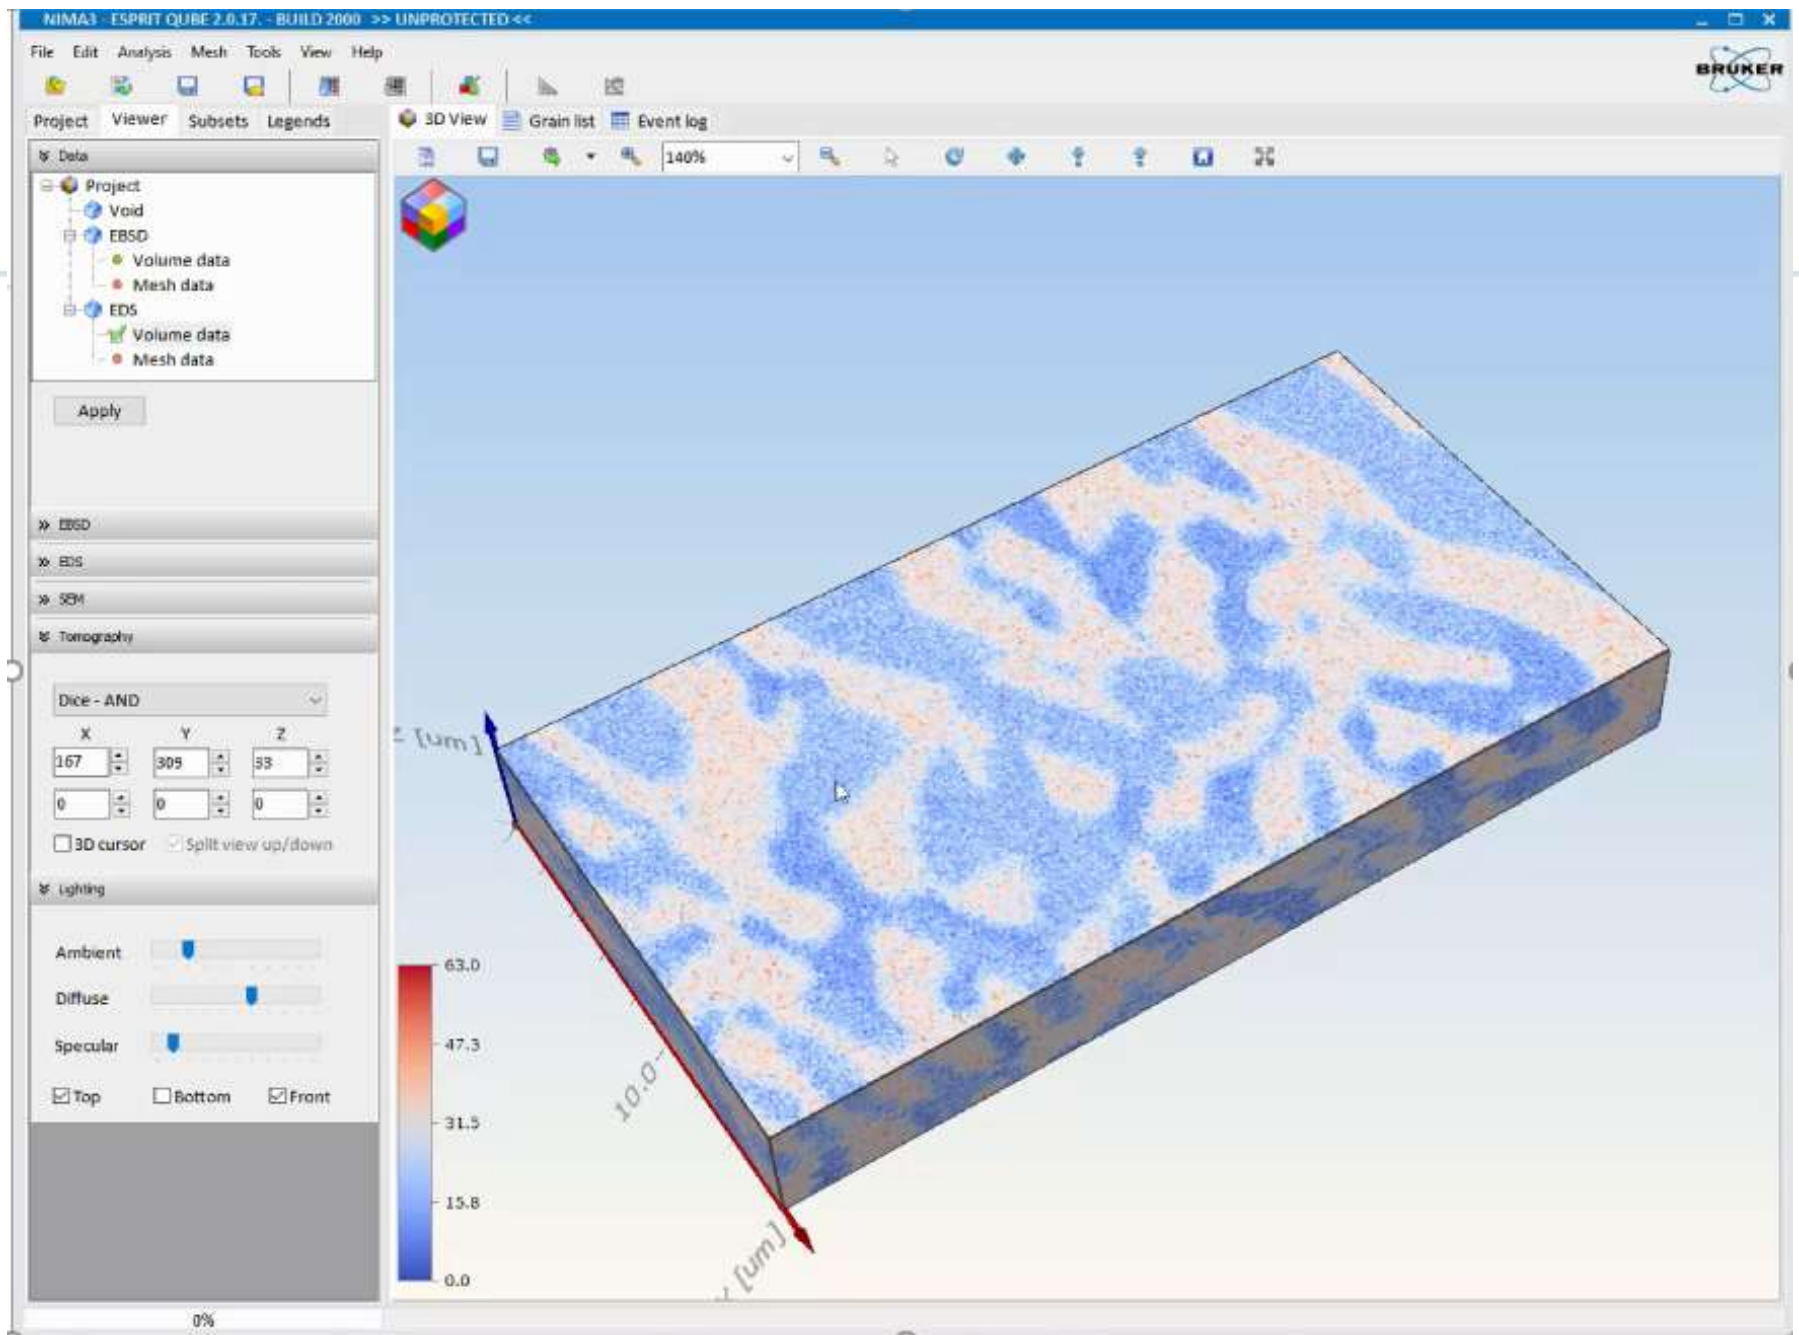 NIMA3 - ESPRIT QUBE 2.0.17. - BUILD 2000 >> UNPROTECTED <<
File Edit Analysis Mesh Tools View Help
BRUKER
Project Viewer Subsets Legends
3D View Grain list Event log
Data
140%
Project
Void
EBSD
Volume data
Mesh data
EDS
Volume data
Mesh data
Apply
EBSD
EDS
SEM
Tomography
Dice - AND
X Y Z
167 309 33
0 0 0
3D cursor Split view up/down
Lighting
Ambient
Diffuse
Specular
Top Bottom Front
0%
z [um]
10.0
[um]
63.0
47.3
31.5
15.8
0.0